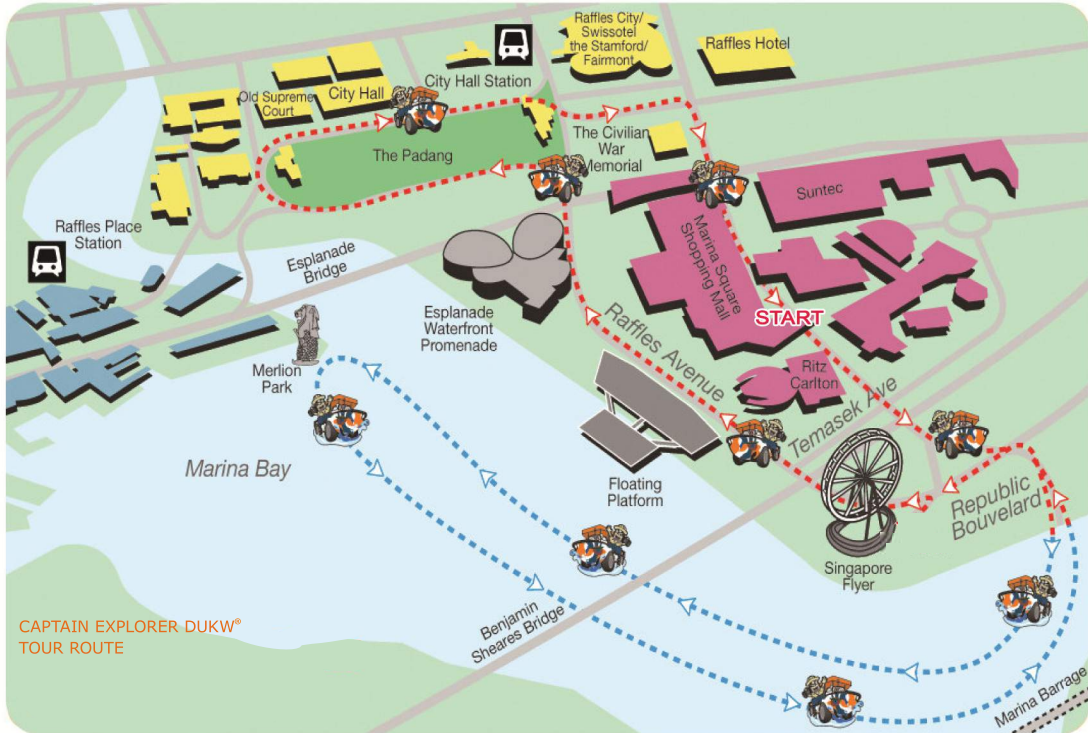 Raffles City/
Swissotel
the Stamford/
Fairmont
Raffles Hotel
City Hall Station
Old Supreme
Court
City Hall
The Padang
The Civilian
War
Memorial
Suntec
Raffles Place
Station
Esplanade
Bridge
Marina Square
Shopping Mall
Esplanade
Waterfront
Promenade
START
Raffles Avenue
Merlion
Park
Ritz
Carlton
Temasek Ave
Marina Bay
Floating
Platform
Republic
Bouvelard
Singapore
Flyer
Benjamin
Sheares Bridge
CAPTAIN EXPLORER DUKW®
TOUR ROUTE
Marina Barrage